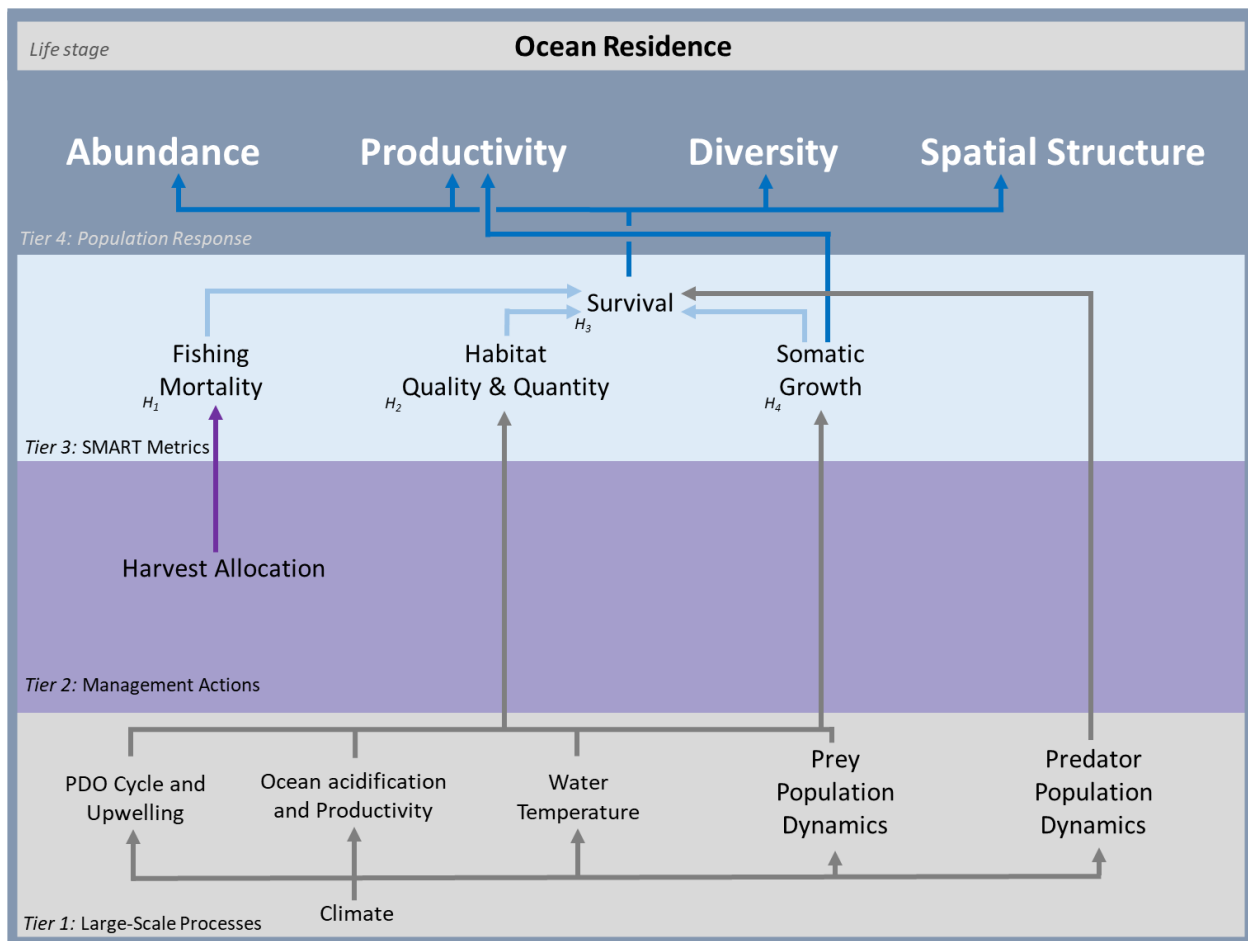 Life stage
Ocean Residence
Abundance
Productivity
Diversity
Spatial Structure
Tier 4: Population Response
Survival
H3
Fishing
Mortality
H1
Habitat
Quality & Quantity
H2
Somatic
Growth
H4
Tier 3: SMART Metrics
Harvest Allocation
Tier 2: Management Actions
PDO Cycle and
Upwelling
Ocean acidification
and Productivity
Water
Temperature
Prey
Population
Dynamics
Predator
Population
Dynamics
Climate
Tier 1: Large-Scale Processes